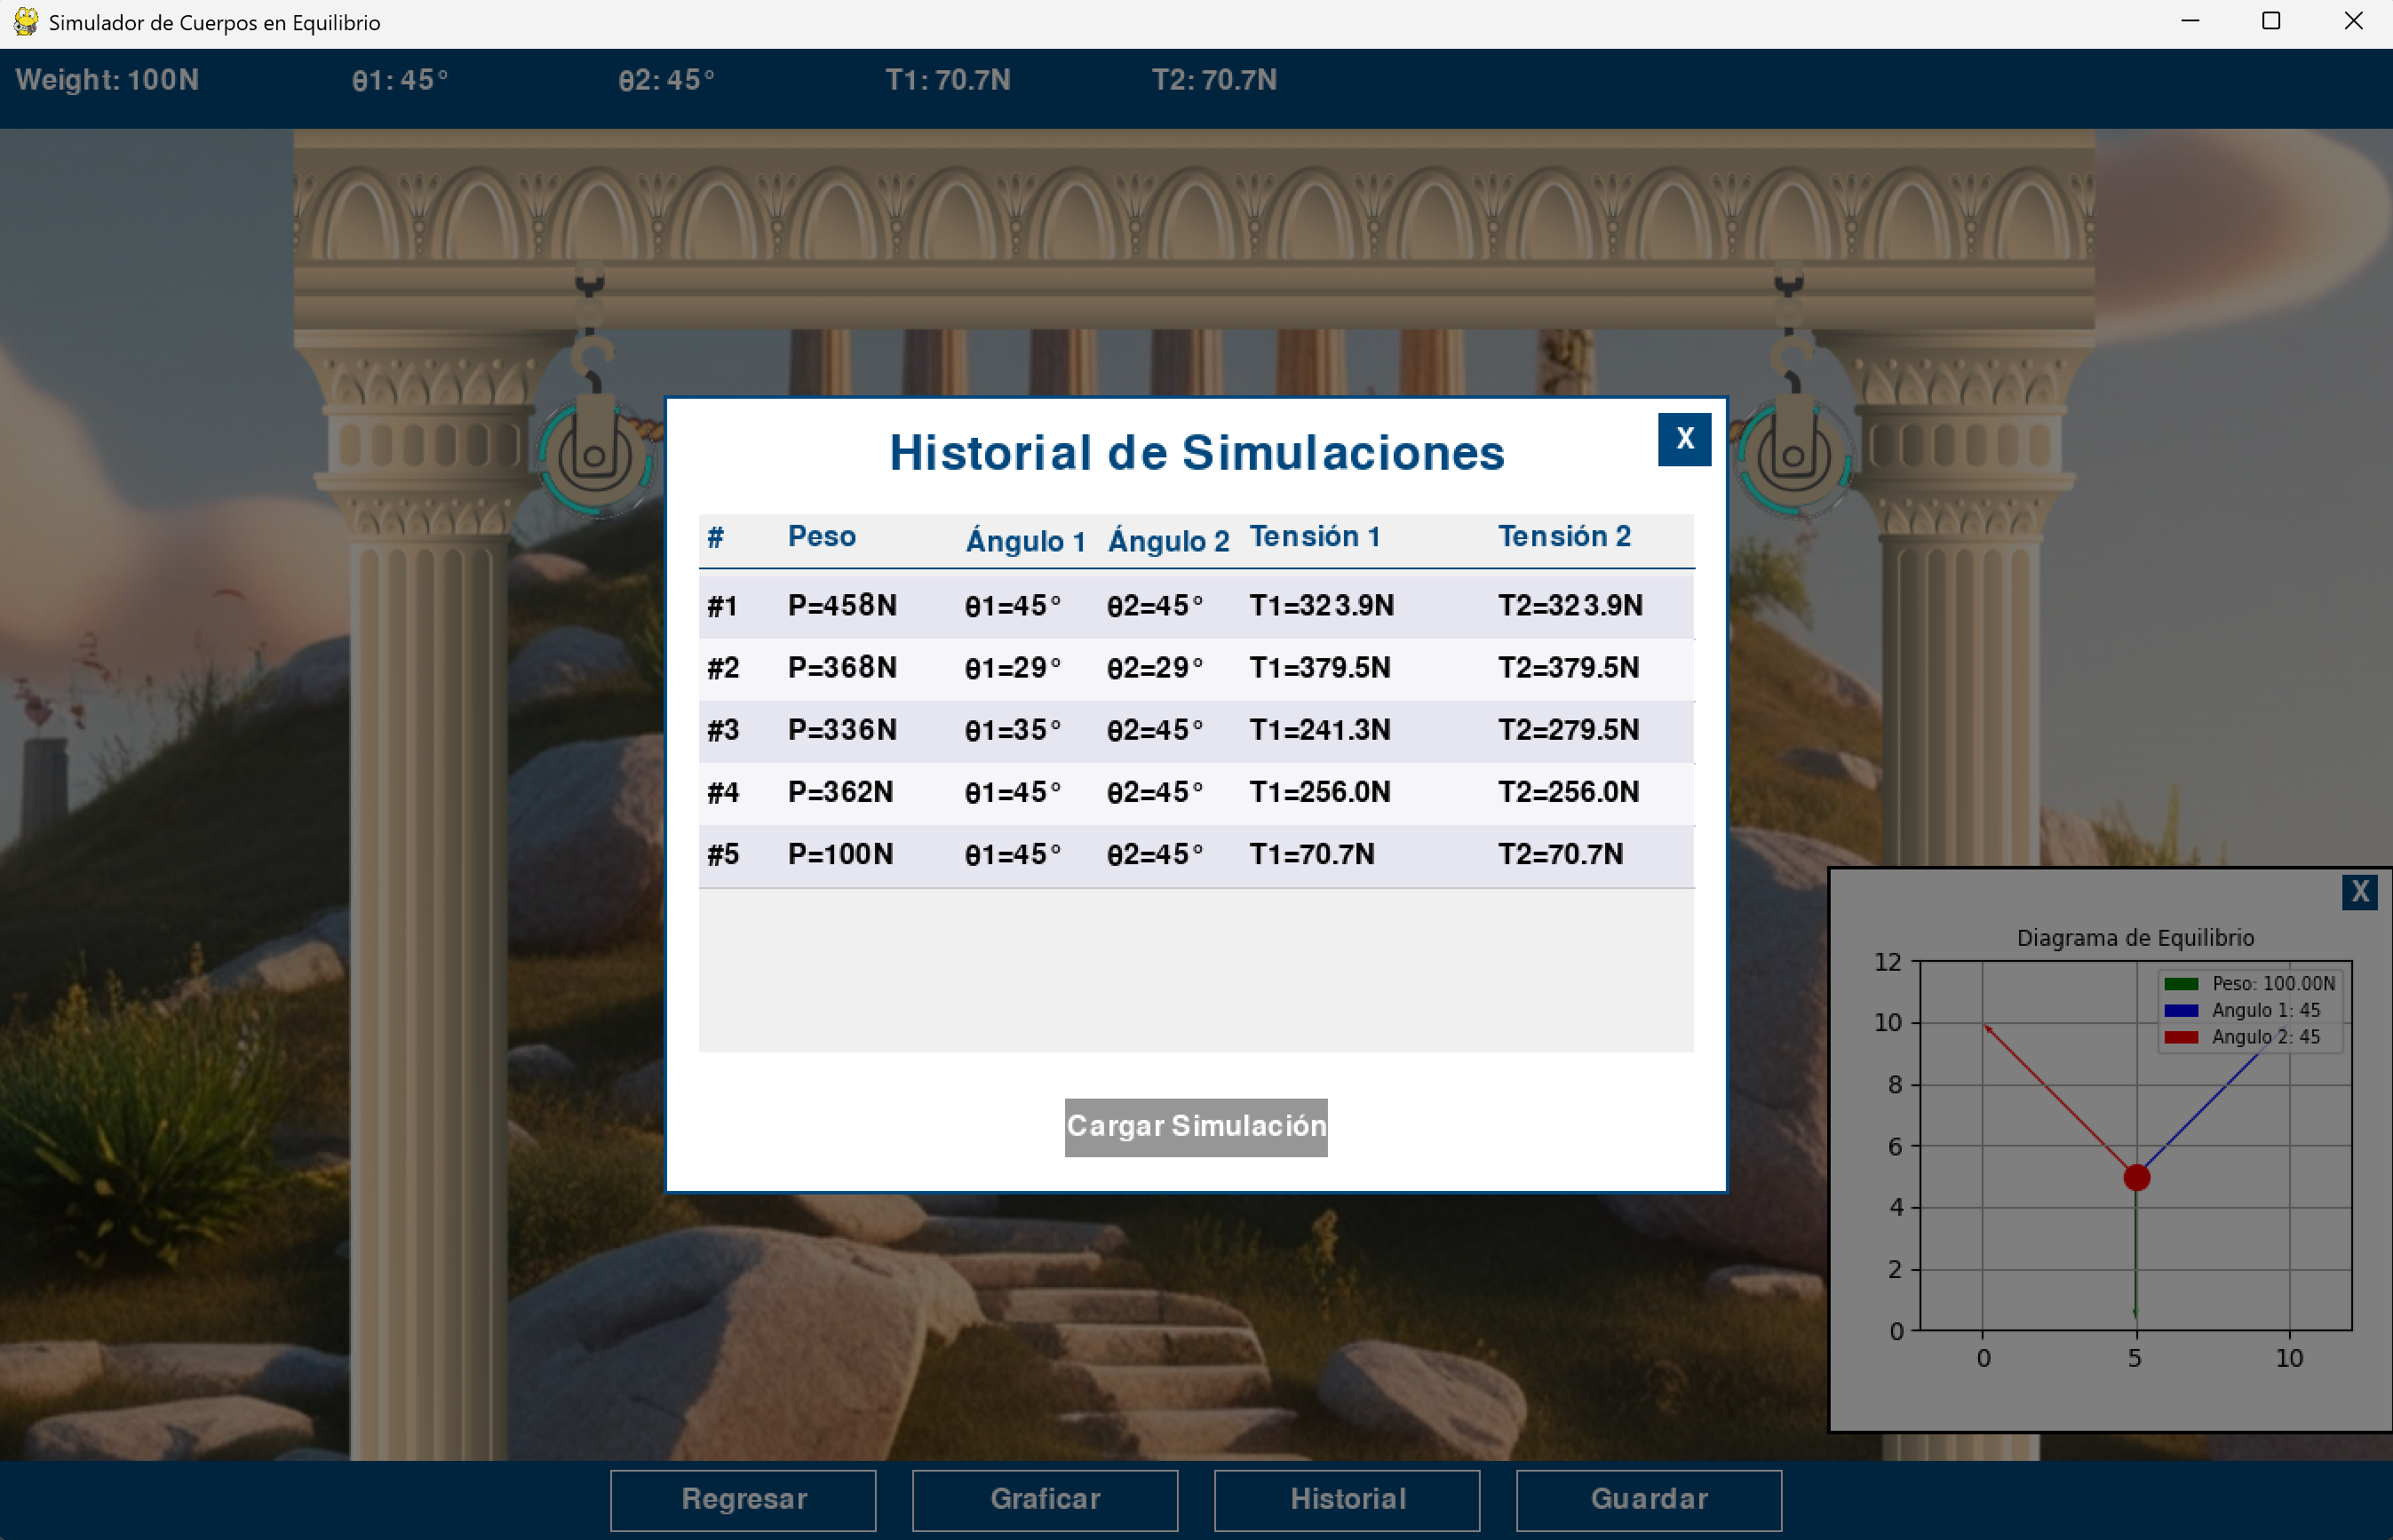 Simulador de Cuerpos en Equilibrio
Weight: 100N θ1: 45° θ2: 45° T1: 70.7N T2: 70.7N
Historial de Simulaciones X
# Peso Ángulo 1 Ángulo 2 Tensión 1 Tensión 2
#1 P=458N θ1=45° θ2=45° T1=323.9N T2=323.9N
#2 P=368N θ1=29° θ2=29° T1=379.5N T2=379.5N
#3 P=336N θ1=35° θ2=45° T1=241.3N T2=279.5N
#4 P=362N θ1=45° θ2=45° T1=256.0N T2=256.0N
#5 P=100N θ1=45° θ2=45° T1=70.7N T2=70.7N
Cargar Simulación
X
Diagrama de Equilibrio
12
10
8
6
4
2
0
0 5 10
Peso: 100.00N
Angulo 1: 45
Angulo 2: 45
Regresar Graficar Historial Guardar